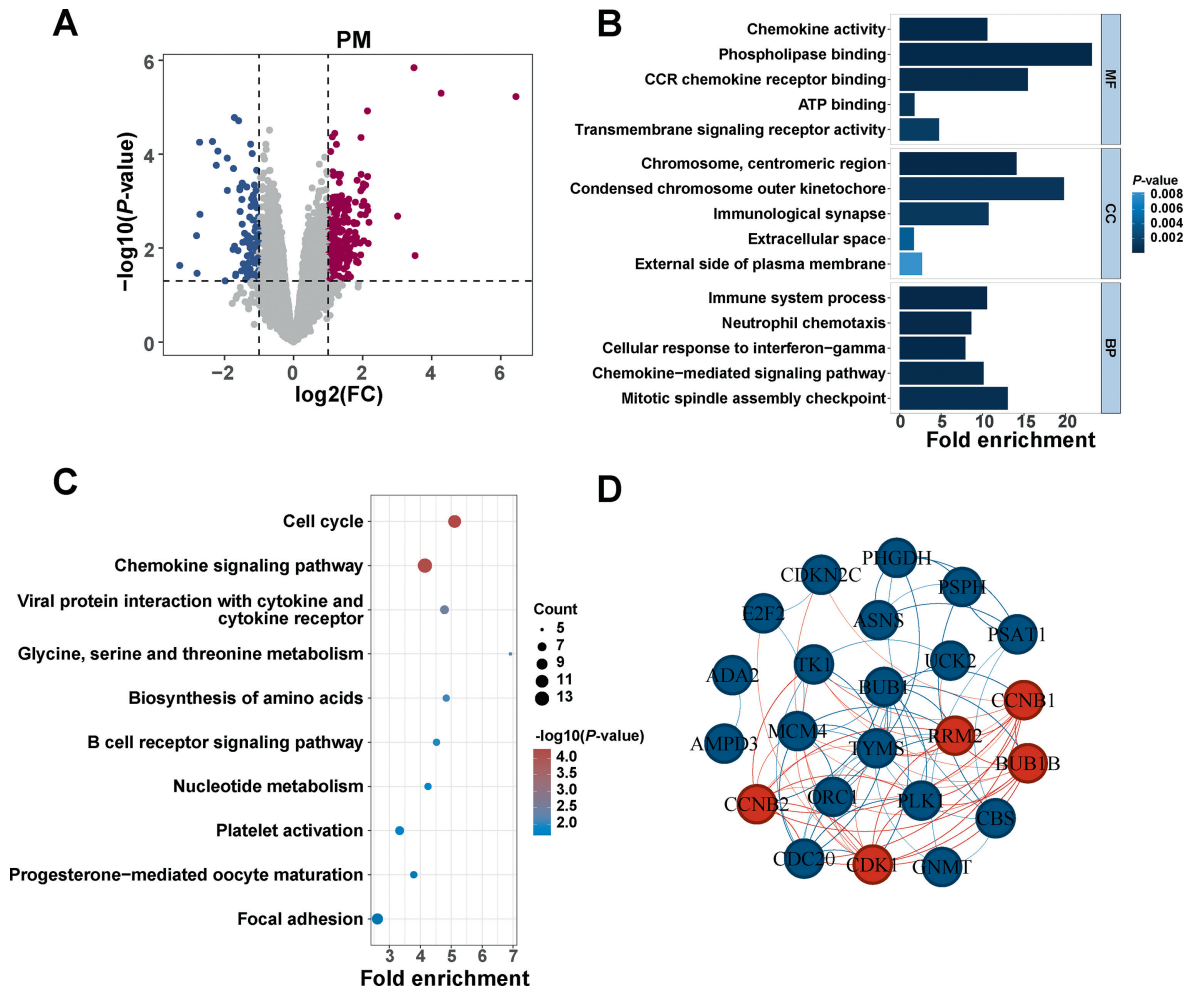 A
PM
6
4
2
0
−2
0
2
4
6
−log10(P-value)
log2(FC)
B
Chemokine activity
Phospholipase binding
CCR chemokine receptor binding
ATP binding
Transmembrane signaling receptor activity
MF
Chromosome, centromeric region
Condensed chromosome outer kinetochore
Immunological synapse
Extracellular space
External side of plasma membrane
CC
Immune system process
Neutrophil chemotaxis
Cellular response to interferon−gamma
Chemokine−mediated signaling pathway
Mitotic spindle assembly checkpoint
BP
0
5
10
15
20
Fold enrichment
P-value
0.008
0.006
0.004
0.002
C
Cell cycle
Chemokine signaling pathway
Viral protein interaction with cytokine and
cytokine receptor
Glycine, serine and threonine metabolism
Biosynthesis of amino acids
B cell receptor signaling pathway
Nucleotide metabolism
Platelet activation
Progesterone−mediated oocyte maturation
Focal adhesion
3
4
5
6
7
Fold enrichment
Count
5
7
9
11
13
-log10(P-value)
4.0
3.5
3.0
2.5
2.0
D
PHGDH
CDKN2C
PSPH
E2F2
ASNS
PSAT1
TK1
UCK2
ADA2
BUB1
CCNB1
MCM4
RRM2
AMPD3
TYMS
BUB1B
CCNB2
ORC1
PLK1
CBS
CDC20
CDK1
GNMT